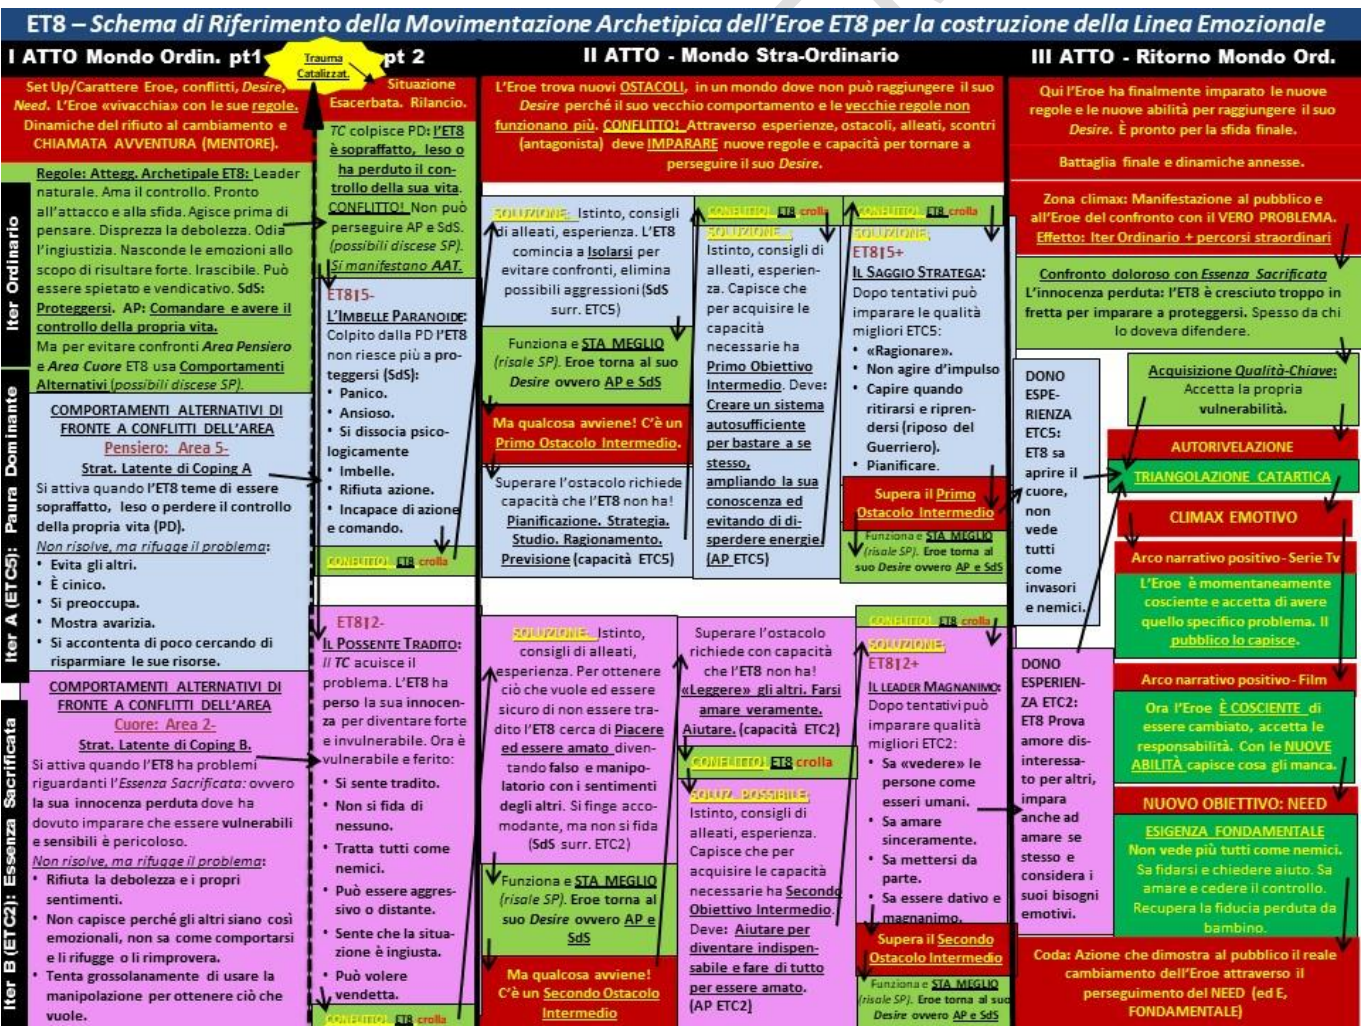 ET8 – Schema di Riferimento della Movimentazione Archetipica dell'Eroe ET8 per la costruzione della Linea Emozionale
I ATTO Mondo Ordin. pt1
Trauma
Catalizzat.
pt 2
II ATTO - Mondo Stra-Ordinario
III ATTO - Ritorno Mondo Ord.
Set Up/Carattere Eroe, conflitti, Desire,
Need. L'Eroe «vivacchia» con le sue regole.
Dinamiche del rifiuto al cambiamento e
CHIAMATA AVVENTURA (MENTORE).
Situazione
Esacerbata. Rilancio.
L'Eroe trova nuovi OSTACOLI, in un mondo dove non può raggiungere il suo
Desire perché il suo vecchio comportamento e le vecchie regole non
funzionano più. CONFLITTO! Attraverso esperienze, ostacoli, alleati, scontri
(antagonista) deve IMPARARE nuove regole e capacità per tornare a
perseguire il suo Desire.
Qui l'Eroe ha finalmente imparato le nuove
regole e le nuove abilità per raggiungere il suo
Desire. È pronto per la sfida finale.
Battaglia finale e dinamiche annesse.
Zona climax: Manifestazione al pubblico e
all'Eroe del confronto con il VERO PROBLEMA.
Effetto: Iter Ordinario + percorsi straordinari
Iter Ordinario
Regole: Attegg. Archetipale ET8: Leader
naturale. Ama il controllo. Pronto
all'attacco e alla sfida. Agisce prima di
pensare. Disprezza la debolezza. Odia
l'ingiustizia. Nasconde le emozioni allo
scopo di risultare forte. Irascibile. Può
essere spietato e vendicativo. SdS:
Proteggersi. AP: Comandare e avere il
controllo della propria vita.
Ma per evitare confronti Area Pensiero
e Area Cuore ET8 usa Comportamenti
Alternativi (possibili discese SP).
TC colpisce PD: l'ET8
è sopraffatto, leso o
ha perduto il con-
trollo della sua vita.
CONFLITTO! Non può
perseguire AP e SdS.
(possibili discese SP).
Si manifestano AAT.
Iter A (ETC5): Paura Dominante
COMPORTAMENTI ALTERNATIVI DI
FRONTE A CONFLITTI DELL'AREA
Pensiero: Area 5-
Strat. Latente di Coping A
Si attiva quando l'ET8 teme di essere
sopraffatto, leso o perdere il controllo
della propria vita (PD).
Non risolve, ma rifugge il problema:
• Evita gli altri.
• È cinico.
• Si preoccupa.
• Mostra avarizia.
• Si accontenta di poco cercando di
risparmiare le sue risorse.
ET8↕5-
L'IMBELLE PARANOIDE:
Colpito dalla PD l'ET8
non riesce più a pro-
teggersi (SdS):
• Panico.
• Ansioso.
• Si dissocia psico-
logicamente
• Imbelle.
• Rifiuta azione.
• Incapace di azione
e comando.
CONFLITTO! ET8 crolla
SOLUZIONE: Istinto, consigli
di alleati, esperienza. L'ET8
comincia a Isolarsi per
evitare confronti, elimina
possibili aggressioni (SdS
surr. ETC5)
Funziona e STA MEGLIO
(risale SP). Eroe torna al suo
Desire ovvero AP e SdS
Ma qualcosa avviene! C'è un
Primo Ostacolo Intermedio.
Superare l'ostacolo richiede
capacità che l'ET8 non ha!
Pianificazione. Strategia.
Studio. Ragionamento.
Previsione (capacità ETC5)
CONFLITTO! ET8 crolla
SOLUZIONE :
Istinto, consigli di
alleati, esperien-
za. Capisce che
per acquisire le
capacità
necessarie ha
Primo Obiettivo
Intermedio. Deve:
Creare un sistema
autosufficiente
per bastare a se
stesso,
ampliando la sua
conoscenza ed
evitando di di-
sperdere energie
(AP ETC5)
CONFLITTO! ET8 crolla
SOLUZIONE:
ET8↕5+
IL SAGGIO STRATEGA:
Dopo tentativi può
imparare le qualità
migliori ETC5:
• «Ragionare».
• Non agire d'impulso
• Capire quando
ritirarsi e ripren-
dersi (riposo del
Guerriero).
• Pianificare.
Supera il Primo
Ostacolo Intermedio
Funziona e STA MEGLIO
(risale SP). Eroe torna al
suo Desire ovvero AP e SdS
DONO
ESPE-
RIENZA
ETC5:
ET8 sa
aprire il
cuore,
non
vede
tutti
come
invasori
e nemici.
Confronto doloroso con Essenza Sacrificata
L'innocenza perduta: l'ET8 è cresciuto troppo in
fretta per imparare a proteggersi. Spesso da chi
lo doveva difendere.
Acquisizione Qualità-Chiave:
Accetta la propria
vulnerabilità.
AUTORIVELAZIONE
TRIANGOLAZIONE CATARTICA
CLIMAX EMOTIVO
Arco narrativo positivo - Serie Tv
L'Eroe è momentaneamente
cosciente e accetta di avere
quello specifico problema. Il
pubblico lo capisce.
Arco narrativo positivo - Film
Ora l'Eroe È COSCIENTE di
essere cambiato, accetta le
responsabilità. Con le NUOVE
ABILITÀ capisce cosa gli manca.
NUOVO OBIETTIVO: NEED
ESIGENZA FONDAMENTALE
Non vede più tutti come nemici.
Sa fidarsi e chiedere aiuto. Sa
amare e cedere il controllo.
Recupera la fiducia perduta da
bambino.
Coda: Azione che dimostra al pubblico il reale
cambiamento dell'Eroe attraverso il
perseguimento del NEED (ed E,
FONDAMENTALE)
Iter B (ETC2): Essenza Sacrificata
COMPORTAMENTI ALTERNATIVI DI
FRONTE A CONFLITTI DELL'AREA
Cuore: Area 2-
Strat. Latente di Coping B.
Si attiva quando l'ET8 ha problemi
riguardanti l'Essenza Sacrificata: ovvero
la sua innocenza perduta dove ha
dovuto imparare che essere vulnerabili
e sensibili è pericoloso.
Non risolve, ma rifugge il problema:
• Rifiuta la debolezza e i propri
sentimenti.
• Non capisce perché gli altri siano così
emozionali, non sa come comportarsi
e li rifugge o li rimprovera.
• Tenta grossolanamente di usare la
manipolazione per ottenere ciò che
vuole.
ET8↕2-
IL POSSENTE TRADITO:
Il TC acuisce il
problema. L'ET8 ha
perso la sua innocen-
za per diventare forte
e invulnerabile. Ora è
vulnerabile e ferito:
• Si sente tradito.
• Non si fida di
nessuno.
• Tratta tutti come
nemici.
• Può essere aggres-
sivo o distante.
• Sente che la situa-
zione è ingiusta.
• Può volere
vendetta.
CONFLITTO! ET8 crolla
SOLUZIONE. Istinto,
consigli di alleati,
esperienza. Per ottenere
ciò che vuole ed essere
sicuro di non essere tra-
dito l'ET8 cerca di Piacere
ed essere amato diven-
tando falso e manipo-
latorio con i sentimenti
degli altri. Si finge acco-
modante, ma non si fida
(SdS surr. ETC2)
Funziona e STA MEGLIO
(risale SP). Eroe torna al
suo Desire ovvero AP e
SdS
Ma qualcosa avviene!
C'è un Secondo Ostacolo
Intermedio
Superare l'ostacolo
richiede con capacità
che l'ET8 non ha!
«Leggere» gli altri. Farsi
amare veramente.
Aiutare. (capacità ETC2)
CONFLITTO! ET8 crolla
SOLUZ. POSSIBILE:
Istinto, consigli di
alleati, esperienza.
Capisce che per
acquisire le capacità
necessarie ha Secondo
Obiettivo Intermedio.
Deve: Aiutare per
diventare indispen-
sabile e fare di tutto
per essere amato.
(AP ETC2]
CONFLITTO! ET8 crolla
SOLUZIONE:
ET8↕2+
IL LEADER MAGNANIMO:
Dopo tentativi può
imparare qualità
migliori ETC2:
• Sa «vedere» le
persone come
esseri umani.
• Sa amare
sinceramente.
• Sa mettersi da
parte.
• Sa essere dativo e
magnanimo.
Supera il Secondo
Ostacolo Intermedio
Funziona e STA MEGLIO
(risale SP). Eroe torna al suo
Desire ovvero AP e SdS
DONO
ESPERIEN-
ZA ETC2:
ET8 Prova
amore dis-
interessa-
to per altri,
impara
anche ad
amare se
stesso e
considera i
suoi bisogni
emotivi.